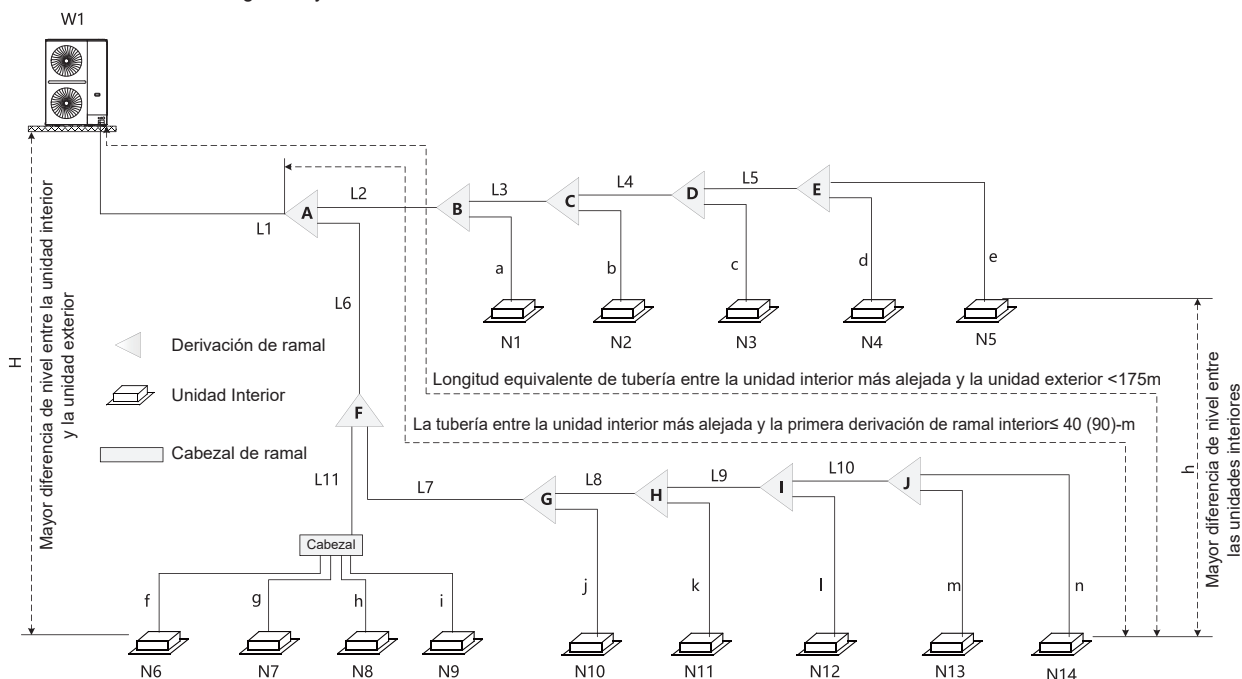 W1
L1
A
L2
B
L3
C
L4
D
L5
E
a
b
c
d
e
N1
N2
N3
N4
N5
H
Mayor diferencia de nivel entre la unidad interior
y la unidad exterior
Derivación de ramal
Unidad Interior
Cabezal de ramal
L6
F
Longitud equivalente de tubería entre la unidad interior más alejada y la unidad exterior <175m
La tubería entre la unidad interior más alejada y la primera derivación de ramal interior≤ 40 (90)-m
h
Mayor diferencia de nivel entre
las unidades interiores
L11
L7
G
L8
H
L9
I
L10
J
Cabezal
f
g
h
i
j
k
l
m
n
N6
N7
N8
N9
N10
N11
N12
N13
N14